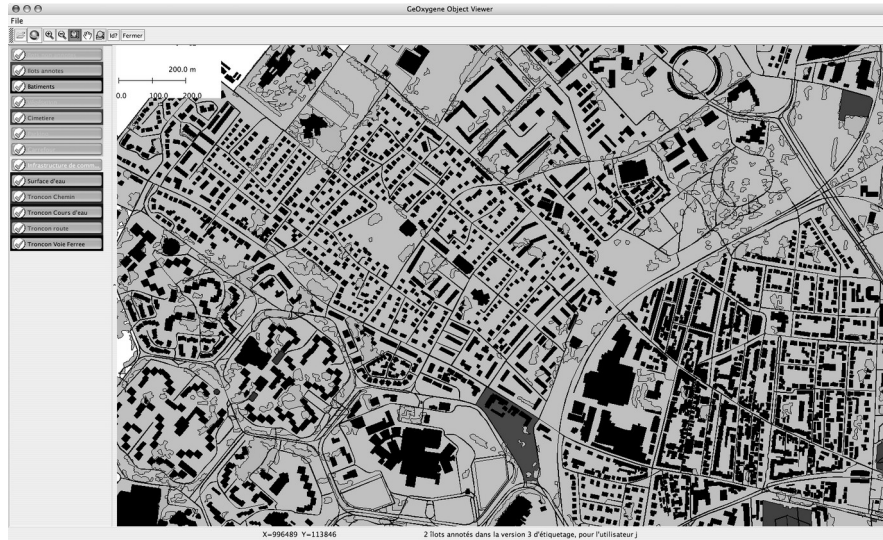 GeOxygene Object Viewer
File
Id? Fermer
200.0 m
0.0 100.0 200.0
Ilots annotes
Batiments
Cimetiere
Infrastructure de comm...
Surface d'eau
Troncon Chemin
Troncon Cours d'eau
Troncon route
Troncon Voie Ferree
X=996489 Y=113846 2 îlots annotés dans la version 3 d'étiquetage, pour l'utilisateur j